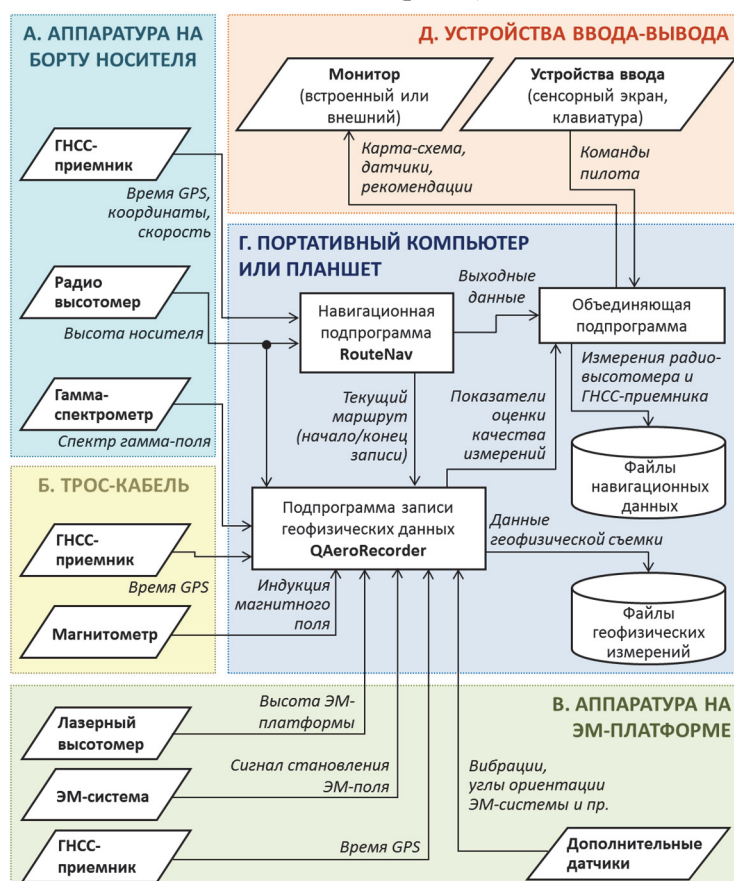 А. АППАРАТУРА НА
БОРТУ НОСИТЕЛЯ
ГНСС-
приемник
Время GPS,
координаты,
скорость
Радио
высотомер
Высота носителя
Гамма-
спектрометр
Спектр гамма-поля
Б. ТРОС-КАБЕЛЬ
ГНСС-
приемник
Время GPS
Магнитометр
Д. УСТРОЙСТВА ВВОДА-ВЫВОДА
Монитор
(встроенный или
внешний)
Устройства ввода
(сенсорный экран,
клавиатура)
Карта-схема,
датчики,
рекомендации
Команды
пилота
Г. ПОРТАТИВНЫЙ КОМПЬЮТЕР
ИЛИ ПЛАНШЕТ
Навигационная
подпрограмма
RouteNav
Выходные
данные
Объединяющая
подпрограмма
Текущий
маршрут
(начало/конец
записи)
Показатели
оценки
качества
измерений
Измерения радио-
высотомера и
ГНСС-приемника
Файлы
навигационных
данных
Подпрограмма записи
геофизических данных
QAeroRecorder
Данные
геофизической съемки
Индукция
магнитного
поля
Файлы
геофизических
измерений
В. АППАРАТУРА НА
ЭМ-ПЛАТФОРМЕ
Лазерный
высотомер
Высота ЭМ-
платформы
ЭМ-система
Сигнал становления
ЭМ-поля
ГНСС-
приемник
Время GPS
Вибрации,
углы ориентации
ЭМ-системы и пр.
Дополнительные
датчики